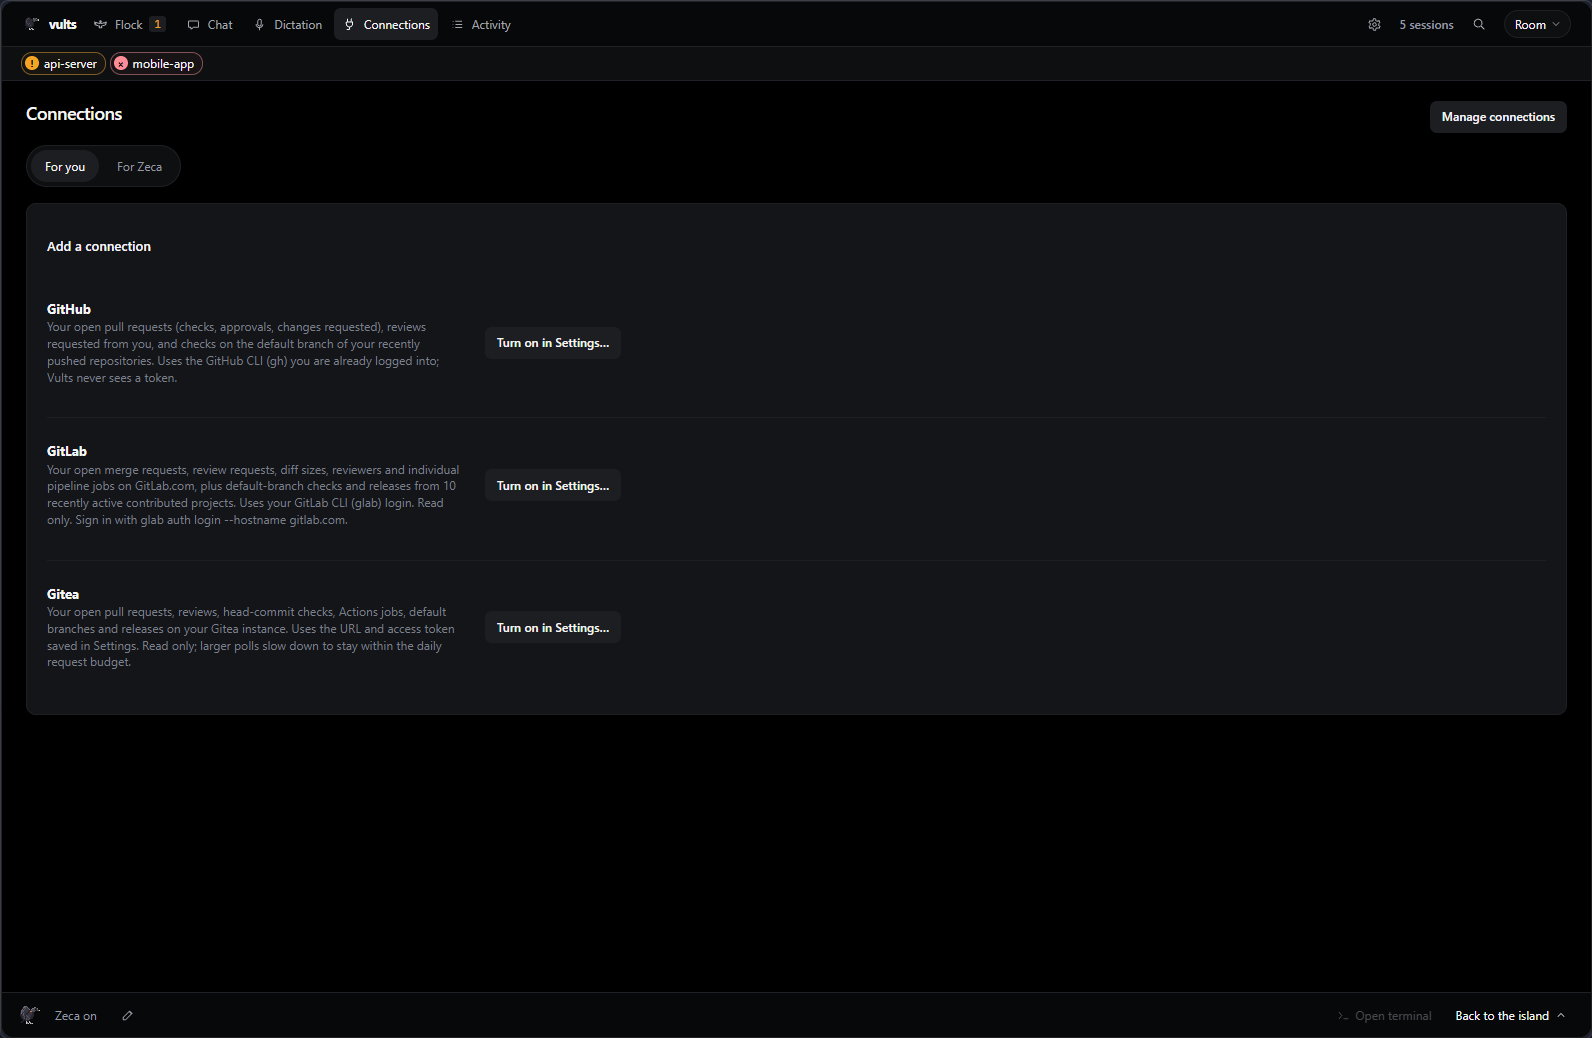 vults
Flock 1
Chat
Dictation
Connections
Activity
5 sessions
Room
api-server
mobile-app
Connections
Manage connections
For you
For Zeca
Add a connection
GitHub
Your open pull requests (checks, approvals, changes requested), reviews
requested from you, and checks on the default branch of your recently
pushed repositories. Uses the GitHub CLI (gh) you are already logged into;
Vults never sees a token.
Turn on in Settings...
GitLab
Your open merge requests, review requests, diff sizes, reviewers and individual
pipeline jobs on GitLab.com, plus default-branch checks and releases from 10
recently active contributed projects. Uses your GitLab CLI (glab) login. Read
only. Sign in with glab auth login --hostname gitlab.com.
Turn on in Settings...
Gitea
Your open pull requests, reviews, head-commit checks, Actions jobs, default
branches and releases on your Gitea instance. Uses the URL and access token
saved in Settings. Read only; larger polls slow down to stay within the daily
request budget.
Turn on in Settings...
Zeca on
Open terminal
Back to the island